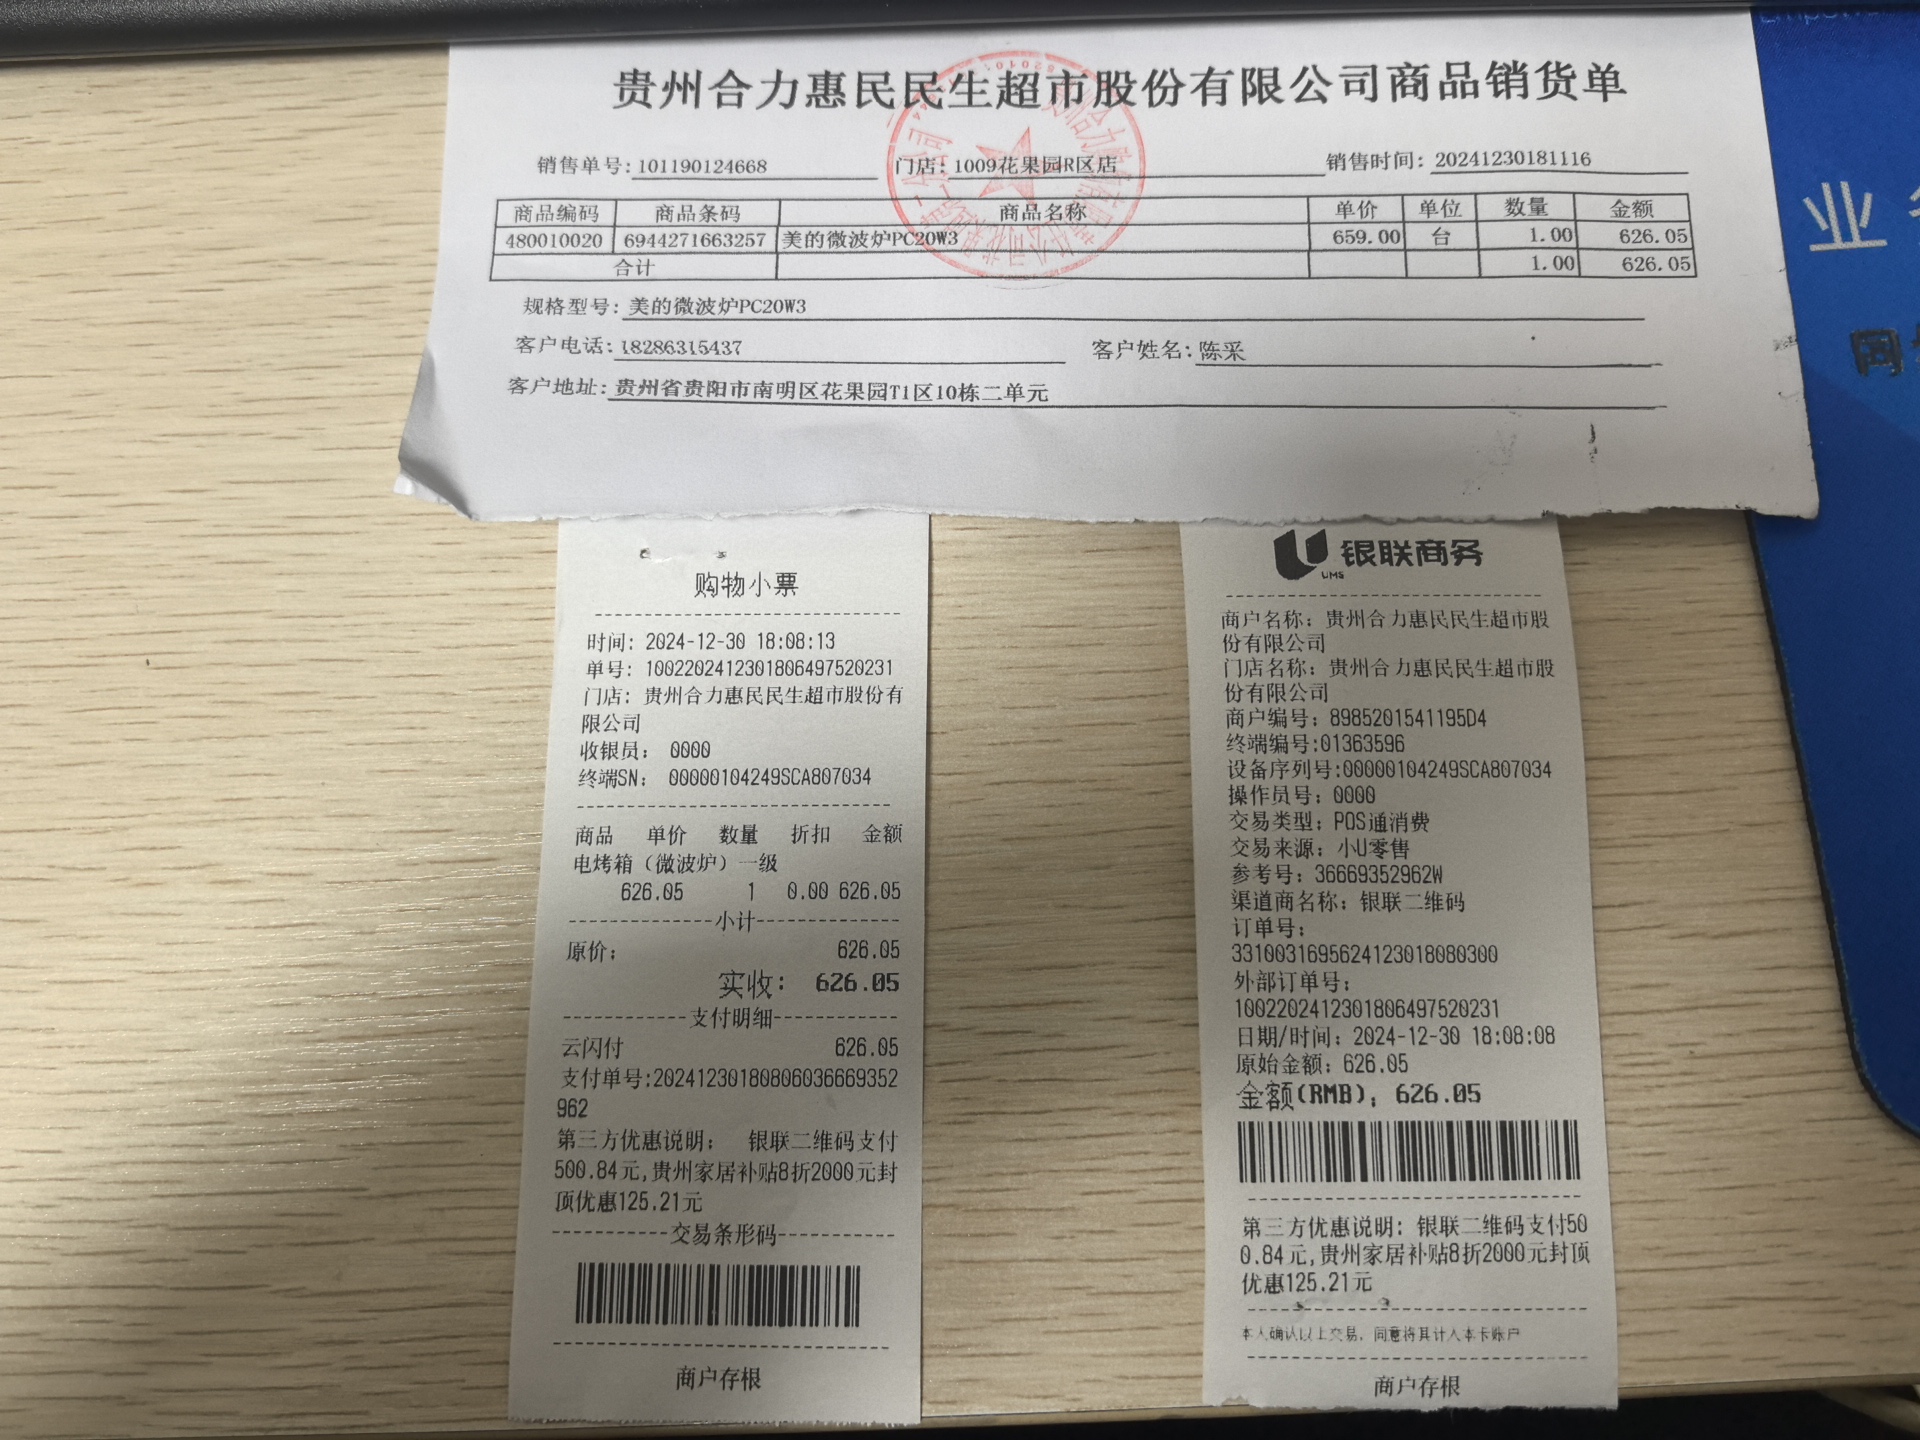 贵州合力惠民民生超市股份有限公司商品销货单
销售单号: 101190124668 门店: 1009花果园R区店 销售时间: 20241230181116
商品编码 商品条码 商品名称 单价 单位 数量 金额
480010020 6944271663257 美的微波炉PC20W3 659.00 台 1.00 626.05
合计 1.00 626.05
规格型号: 美的微波炉PC20W3
客户电话: 18286315437 客户姓名: 陈采
客户地址: 贵州省贵阳市南明区花果园T1区10栋二单元
购物小票
时间: 2024-12-30 18:08:13
单号: 1002202412301806497520231
门店: 贵州合力惠民民生超市股份有
限公司
收银员: 0000
终端SN: 00000104249SCA807034
商品 单价 数量 折扣 金额
电烤箱（微波炉）一级
626.05 1 0.00 626.05
小计
原价: 626.05
实收: 626.05
支付明细
云闪付 626.05
支付单号:202412301808060366669352
962
第三方优惠说明: 银联二维码支付
500.84元,贵州家居补贴8折2000元封
顶优惠125.21元
交易条形码
商户存根
银联商务
UMS
商户名称: 贵州合力惠民民生超市股
份有限公司
门店名称: 贵州合力惠民民生超市股
份有限公司
商户编号: 8985201541195D4
终端编号:01363596
设备序列号:00000104249SCA807034
操作员号: 0000
交易类型: POS通消费
交易来源: 小U零售
参考号: 36669352962W
渠道商名称: 银联二维码
订单号:
33100316956241230180803​00
外部订单号:
1002202412301806497520231
日期/时间: 2024-12-30 18:08:08
原始金额: 626.05
金额(RMB): 626.05
第三方优惠说明: 银联二维码支付50
0.84元,贵州家居补贴8折2000元封顶
优惠125.21元
本人确认以上交易, 同意将其计入本卡账户
商户存根
业